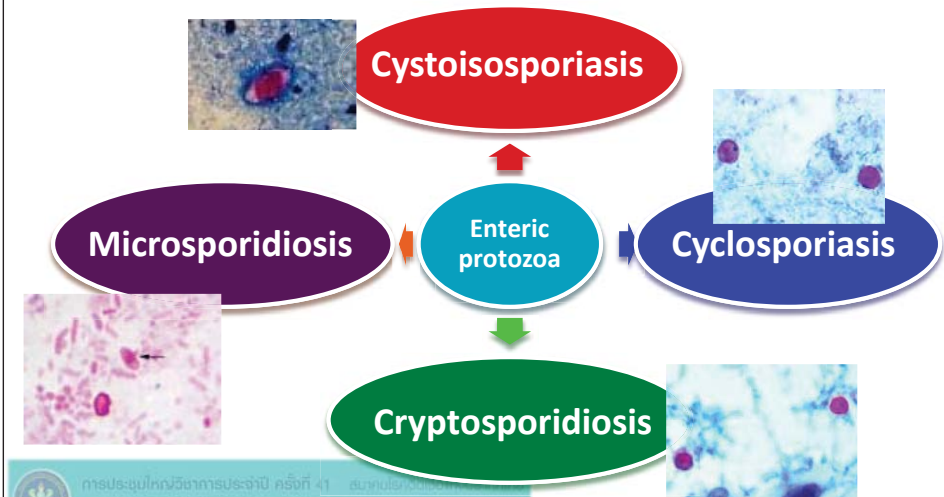 Cystoisosporiasis
Microsporidiosis
Enteric
protozoa
Cyclosporiasis
Cryptosporidiosis
การประชุมใหญ่วิชาการประจำปี ครั้งที่ 41